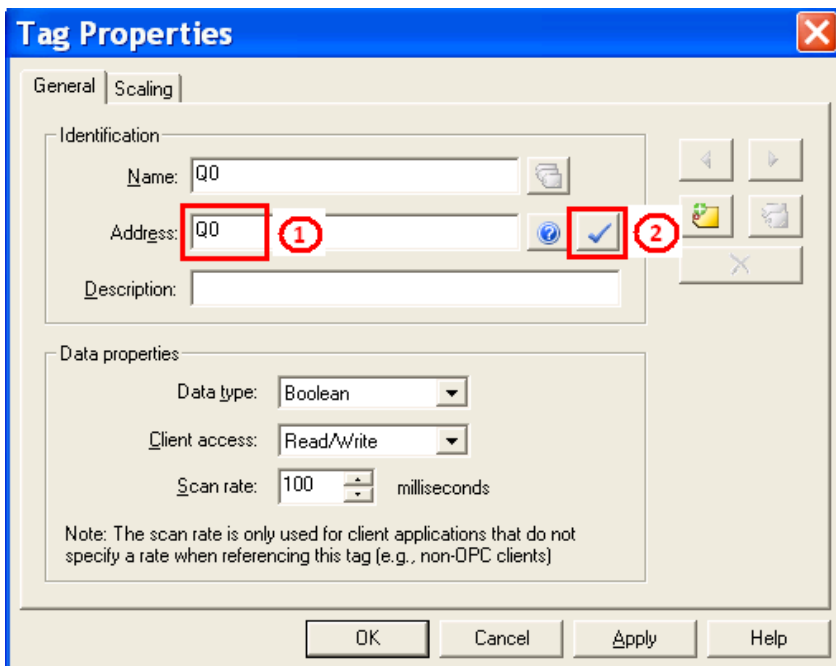 Tag Properties
General Scaling
Identification
Name: Q0
Address: Q0 1 2
Description:
Data properties
Data type: Boolean
Client access: Read/Write
Scan rate: 100 milliseconds
Note: The scan rate is only used for client applications that do not
specify a rate when referencing this tag (e.g., non-OPC clients)
OK Cancel Apply Help